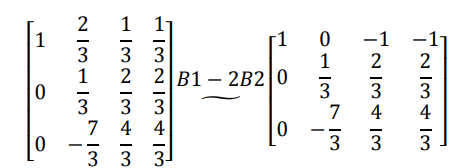 [1 2/3 1/3 1/3] [1 0 −1 −1]
[0 1/3 2/3 2/3] B1 − 2B2 [0 1/3 2/3 2/3]
[0 −7/3 4/3 4/3] ~ [0 −7/3 4/3 4/3]